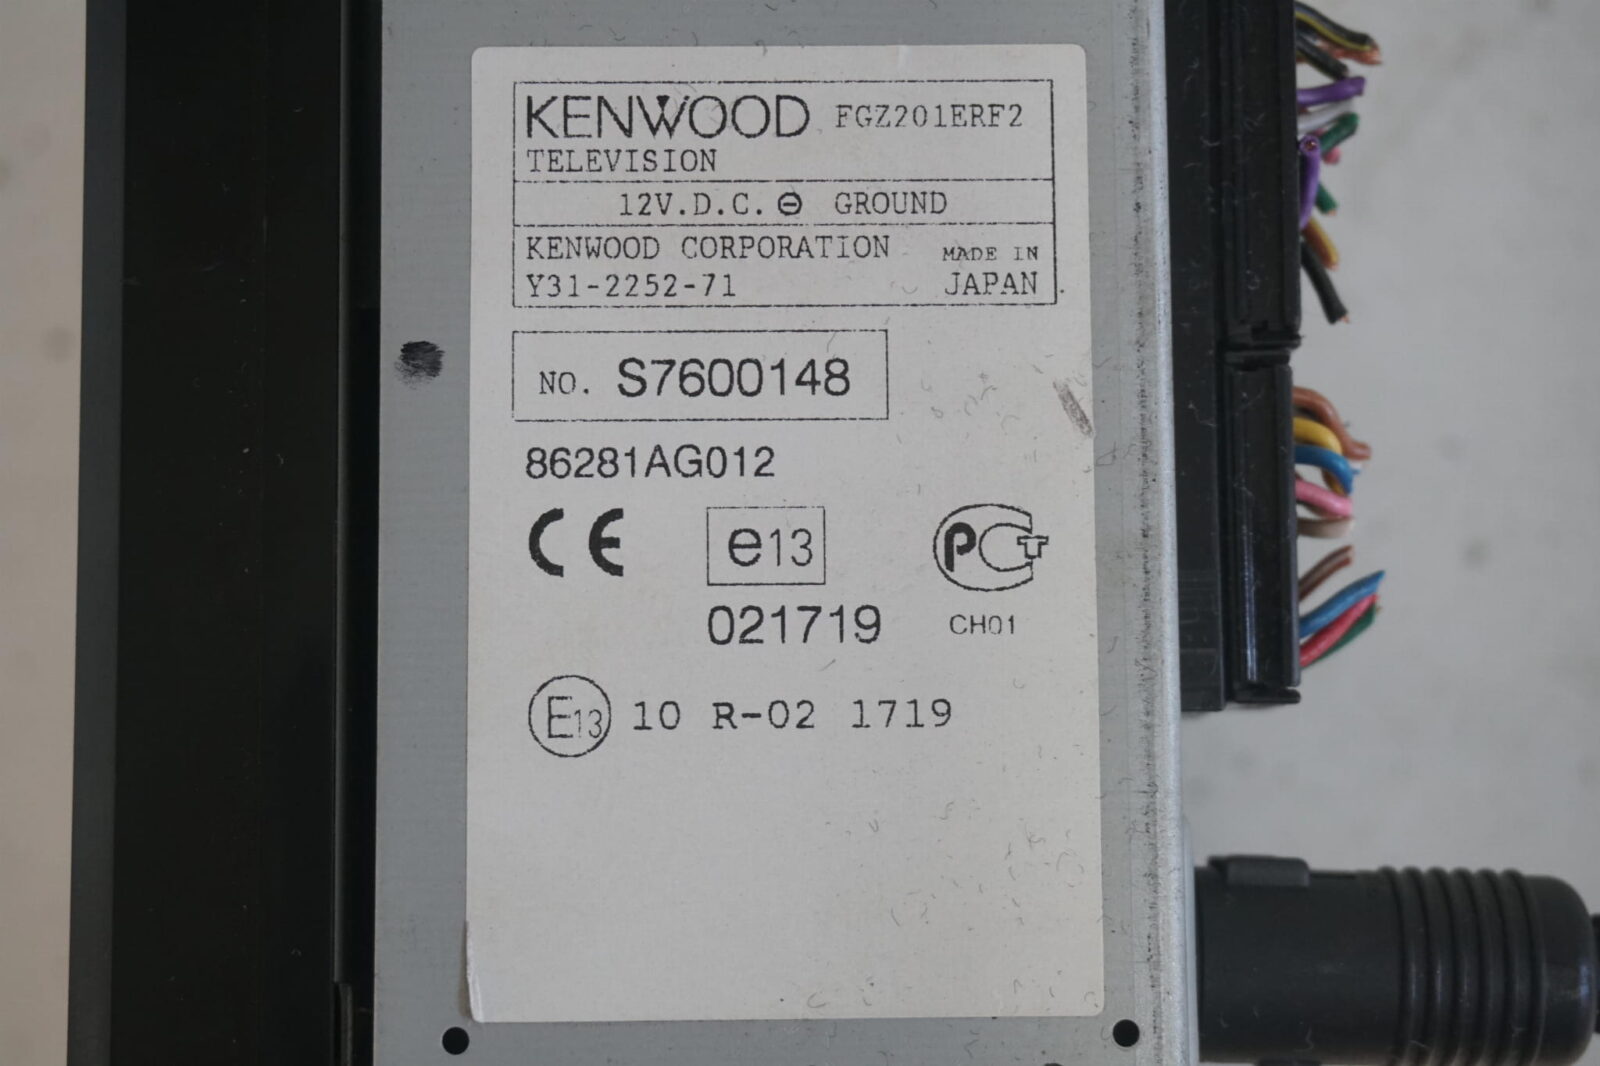 KENWOOD FGZ201ERF2
TELEVISION
12V.D.C. ⊖ GROUND
KENWOOD CORPORATION MADE IN
Y31-2252-71 JAPAN
NO. S7600148
86281AG012
CE e13 PCT
021719 CH01
E13 10 R-02 1719